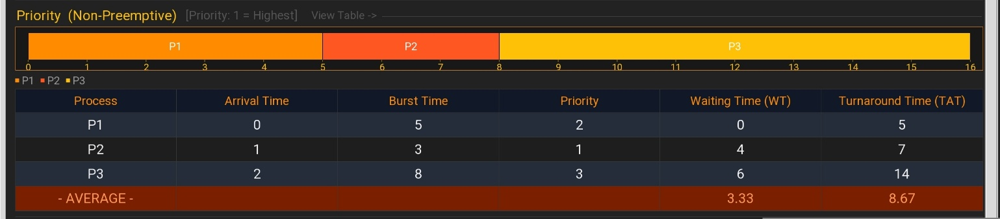 Priority (Non-Preemptive) [Priority: 1 = Highest] View Table ->
P1 P2 P3
0 1 2 3 4 5 6 7 8 9 10 11 12 13 14 15 16
P1 P2 P3
Process Arrival Time Burst Time Priority Waiting Time (WT) Turnaround Time (TAT)
P1 0 5 2 0 5
P2 1 3 1 4 7
P3 2 8 3 6 14
- AVERAGE - 3.33 8.67